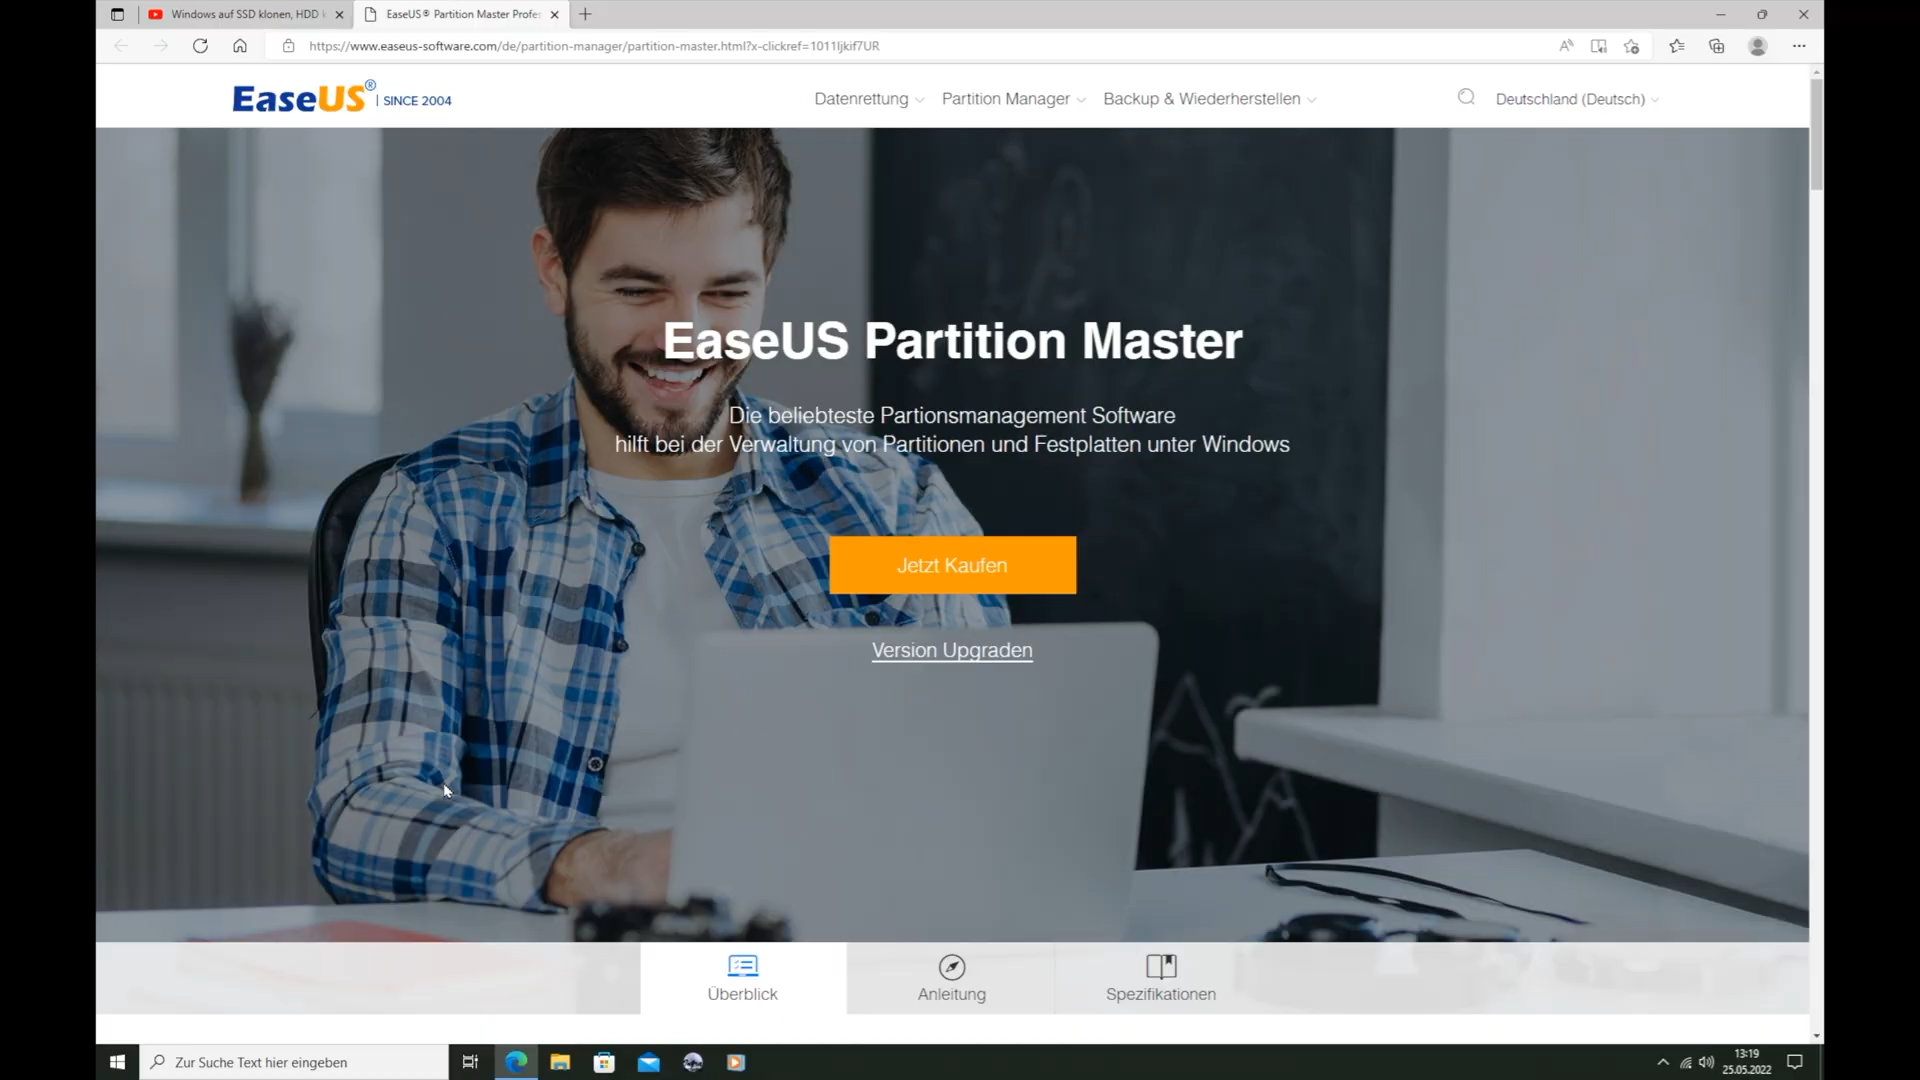 Windows auf SSD klonen, HDD
EaseUS® Partition Master Profes
https://www.easeus-software.com/de/partition-manager/partition-master.html?x-clickref=1011ljkif7UR
EaseUS® | SINCE 2004
Datenrettung
Partition Manager
Backup & Wiederherstellen
Deutschland (Deutsch)
EaseUS Partition Master
Die beliebteste Partionsmanagement Software
hilft bei der Verwaltung von Partitionen und Festplatten unter Windows
Jetzt Kaufen
Version Upgraden
Überblick
Anleitung
Spezifikationen
Zur Suche Text hier eingeben
13:19
25.05.2022